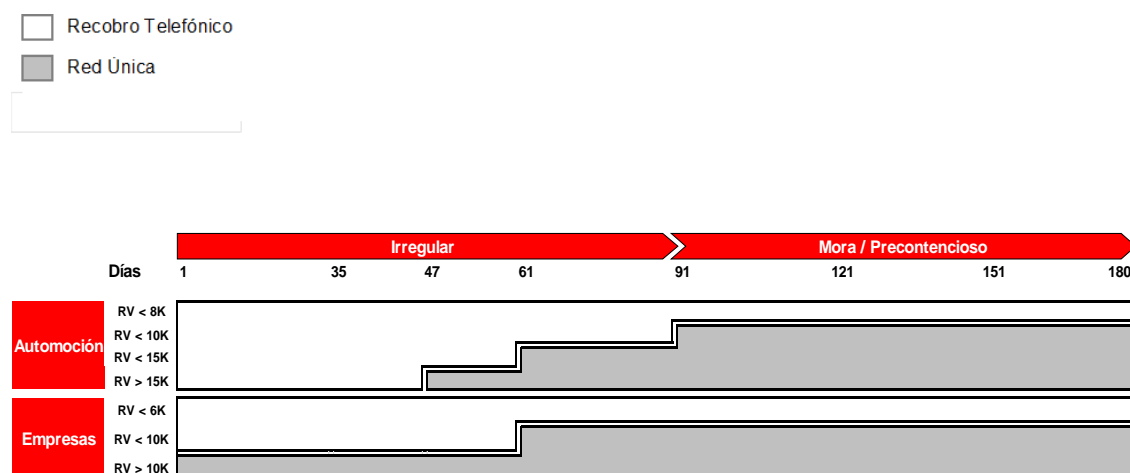 Recobro Telefónico
Red Única
Irregular
Mora / Precontencioso
Días 1 35 47 61 91 121 151 180
Automoción
RV < 8K
RV < 10K
RV < 15K
RV > 15K
Empresas
RV < 6K
RV < 10K
RV > 10K